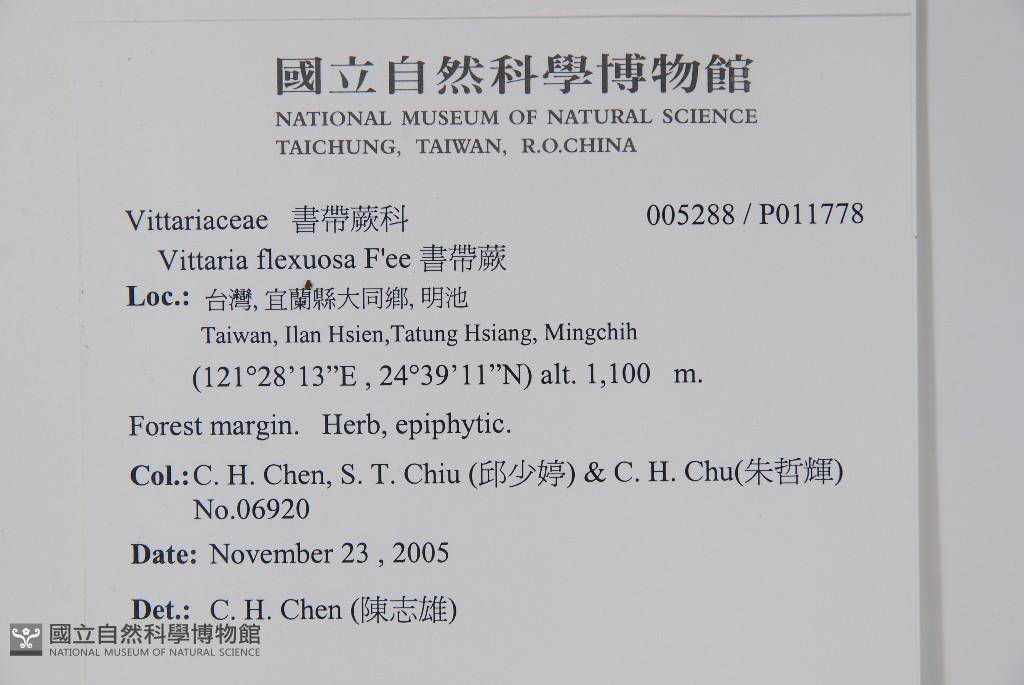 國立自然科學博物館
NATIONAL MUSEUM OF NATURAL SCIENCE
TAICHUNG, TAIWAN, R.O.CHINA
Vittariaceae 書帶蕨科 005288 / P011778
Vittaria flexuosa F'ee 書帶蕨
Loc.: 台灣, 宜蘭縣大同鄉, 明池
Taiwan, Ilan Hsien,Tatung Hsiang, Mingchih
(121°28’13”E , 24°39’11”N) alt. 1,100 m.
Forest margin. Herb, epiphytic.
Col.: C. H. Chen, S. T. Chiu (邱少婷) & C. H. Chu(朱哲輝)
No.06920
Date: November 23 , 2005
Det.: C. H. Chen (陳志雄)
國立自然科學博物館
NATIONAL MUSEUM OF NATURAL SCIENCE